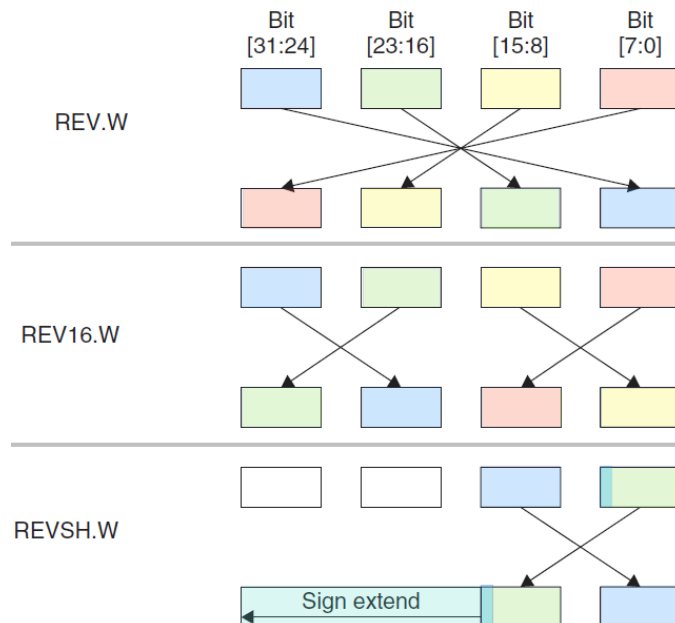 Bit Bit Bit Bit
[31:24] [23:16] [15:8] [7:0]
REV.W
REV16.W
REVSH.W
Sign extend